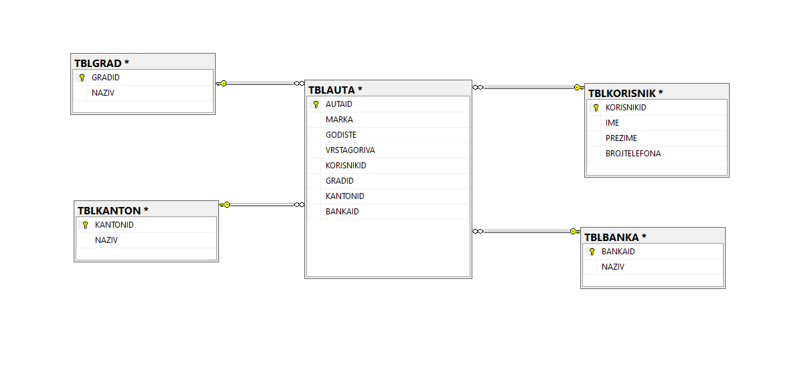 TBLGRAD *
GRADID
NAZIV
TBLKANTON *
KANTONID
NAZIV
TBLAUTA *
AUTAID
MARKA
GODISTE
VRSTAGORIVA
KORISNIKID
GRADID
KANTONID
BANKAID
TBLKORISNIK *
KORISNIKID
IME
PREZIME
BROJTELEFONA
TBLBANKA *
BANKAID
NAZIV